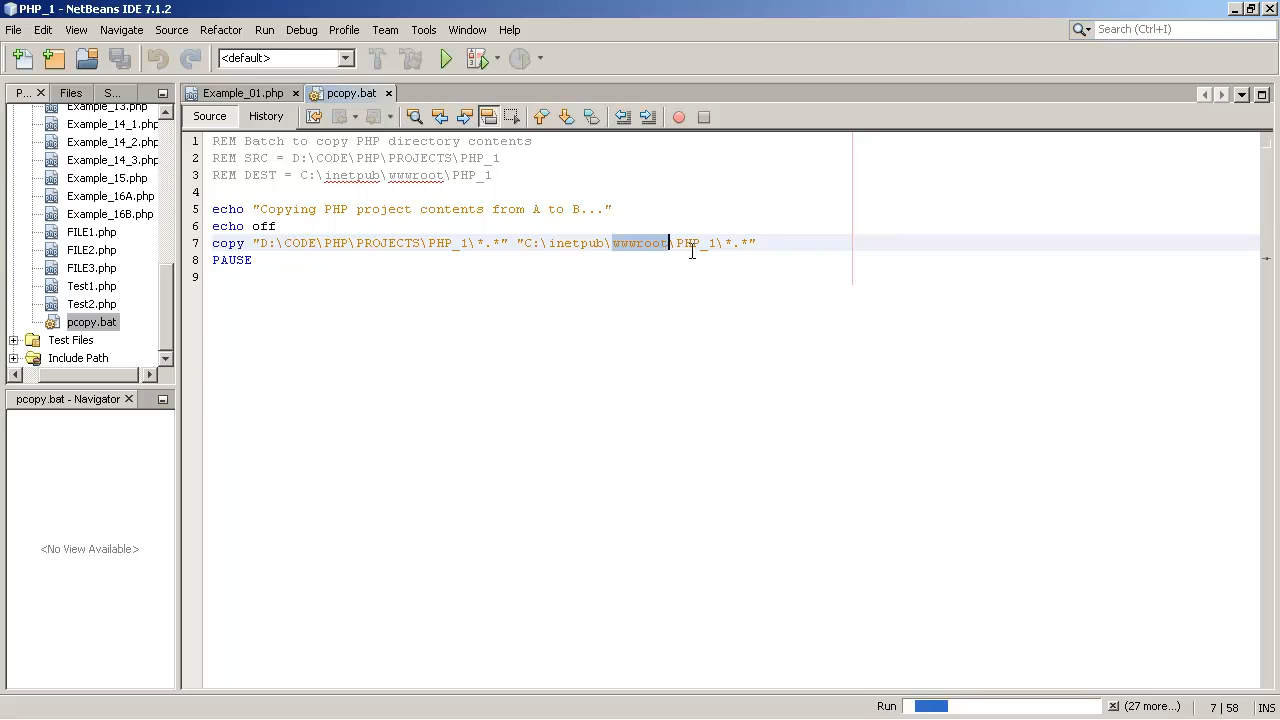 PHP_1 - NetBeans IDE 7.1.2
File Edit View Navigate Source Refactor Run Debug Profile Team Tools Window Help
Search (Ctrl+I)
<default>
P... Files S...
Example_01.php pcopy.bat
Source History
Example_13.php
Example_14_1.php
Example_14_2.php
Example_14_3.php
Example_15.php
Example_16A.php
Example_16B.php
FILE1.php
FILE2.php
FILE3.php
Test1.php
Test2.php
pcopy.bat
Test Files
Include Path
pcopy.bat - Navigator
<No View Available>
1 REM Batch to copy PHP directory contents
2 REM SRC = D:\CODE\PHP\PROJECTS\PHP_1
3 REM DEST = C:\inetpub\wwwroot\PHP_1
4
5 echo "Copying PHP project contents from A to B..."
6 echo off
7 copy "D:\CODE\PHP\PROJECTS\PHP_1\*.*" "C:\inetpub\wwwroot\PHP_1\*.*"
8 PAUSE
9
Run (27 more...) 7 | 58 INS